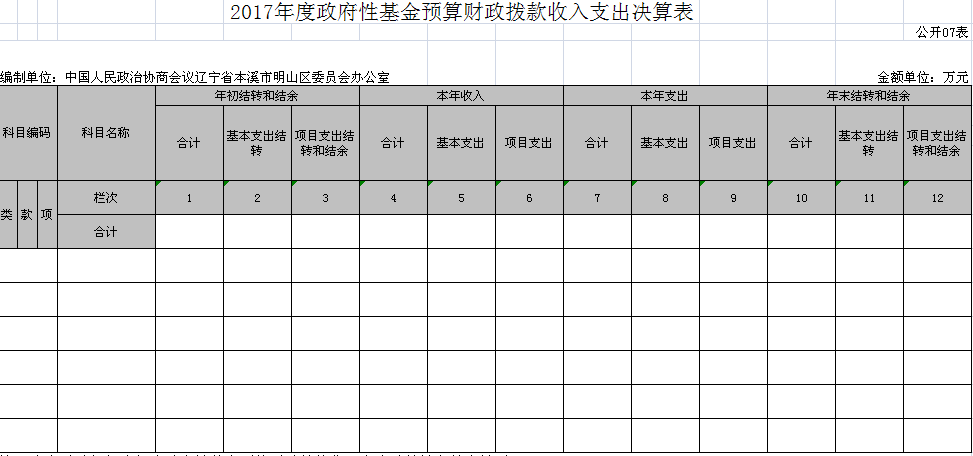 2017年度政府性基金预算财政拨款收入支出决算表
公开07表
编制单位：中国人民政治协商会议辽宁省本溪市明山区委员会办公室 金额单位：万元
科目编码 科目名称 年初结转和结余 本年收入 本年支出 年末结转和结余
合计 基本支出结转 项目支出结转和结余 合计 基本支出 项目支出 合计 基本支出 项目支出 合计 基本支出结转 项目支出结转和结余
类 款 项 栏次 1 2 3 4 5 6 7 8 9 10 11 12
合计